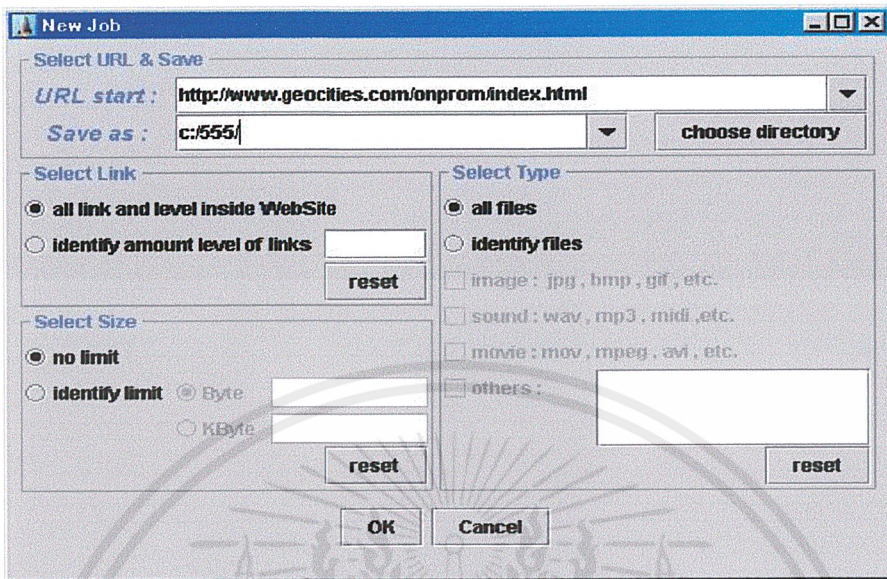 New Job
Select URL & Save
URL start :
http://www.geocities.com/onprom/index.html
Save as :
c:/555/
choose directory
Select Link
all link and level inside WebSite
identify amount level of links
reset
Select Size
no limit
identify limit
Byte
KByte
reset
Select Type
all files
identify files
image : jpg , bmp , gif , etc.
sound : wav , mp3 , midi ,etc.
movie : mov , mpeg , avi , etc.
others :
reset
OK
Cancel